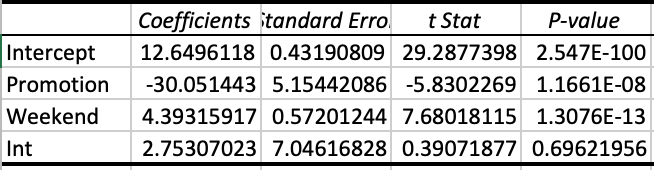 Coefficients tandard Erro t Stat P-value
Intercept 12.6496118 0.43190809 29.2877398 2.547E-100
Promotion -30.051443 5.15442086 -5.8302269 1.1661E-08
Weekend 4.39315917 0.57201244 7.68018115 1.3076E-13
Int 2.75307023 7.04616828 0.39071877 0.69621956